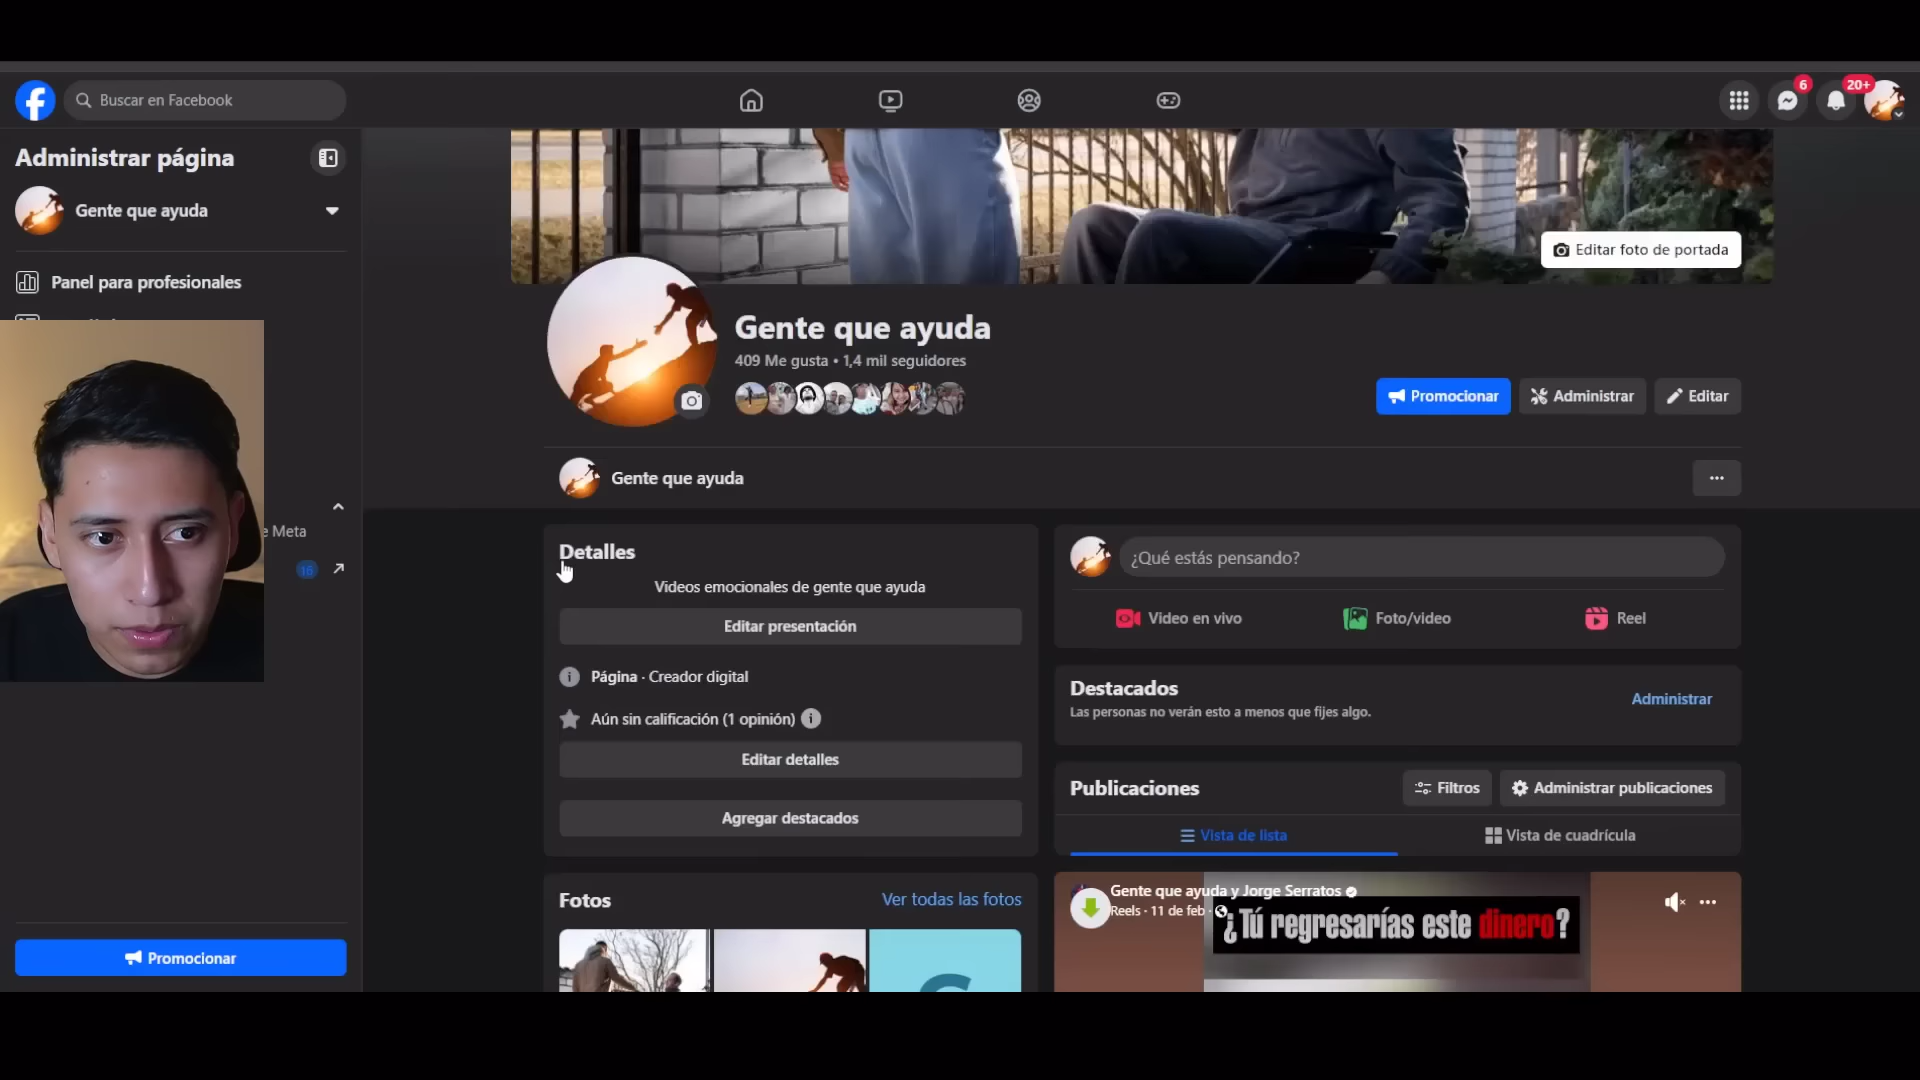 Buscar en Facebook
6
20+
Administrar página
Gente que ayuda
Panel para profesionales
e Meta
16
Promocionar
Editar foto de portada
Gente que ayuda
409 Me gusta • 1,4 mil seguidores
Promocionar
Administrar
Editar
Gente que ayuda
Detalles
Videos emocionales de gente que ayuda
Editar presentación
Página · Creador digital
Aún sin calificación (1 opinión)
Editar detalles
Agregar destacados
Fotos
Ver todas las fotos
¿Qué estás pensando?
Video en vivo
Foto/video
Reel
Destacados
Administrar
Las personas no verán esto a menos que fijes algo.
Publicaciones
Filtros
Administrar publicaciones
Vista de lista
Vista de cuadrícula
Gente que ayuda y Jorge Serratos
Reels · 11 de feb ·
¿Tú regresarías este dinero?